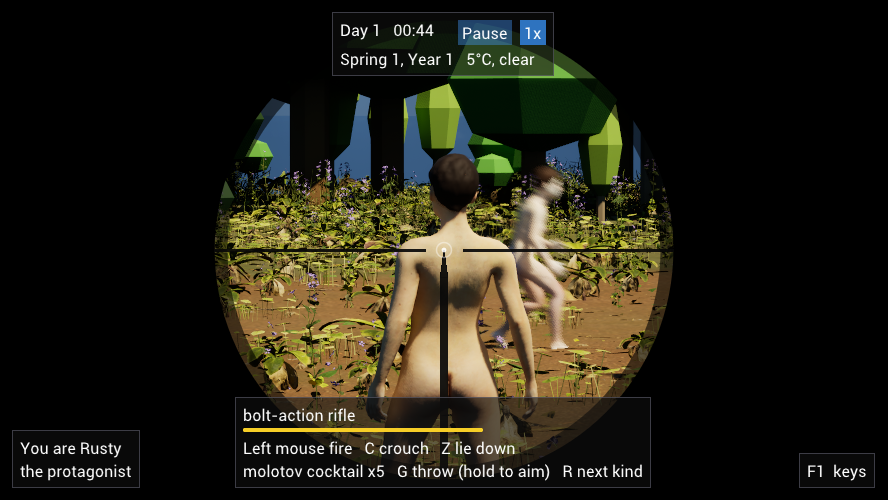 Day 1 00:44 Pause 1x
Spring 1, Year 1 5°C, clear
bolt-action rifle
Left mouse fire C crouch Z lie down
molotov cocktail x5 G throw (hold to aim) R next kind
You are Rusty
the protagonist
F1 keys